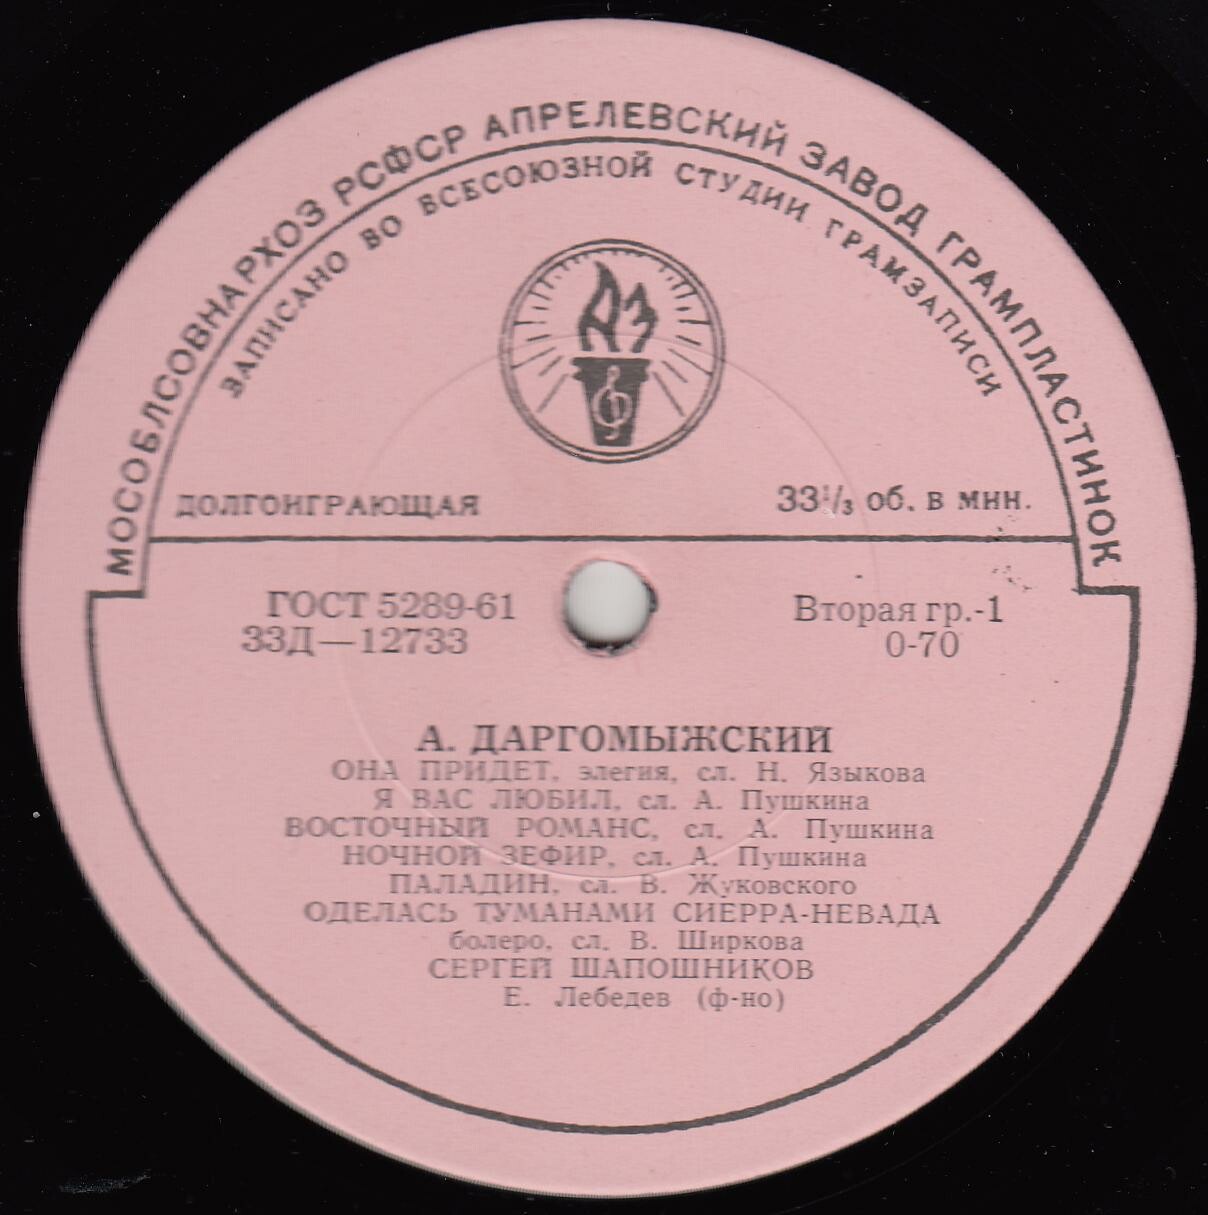 МОСОБЛСОВНАРХОЗ РСФСР АПРЕЛЕВСКИЙ ЗАВОД ГРАМПЛАСТИНОК
ЗАПИСАНО ВО ВСЕСОЮЗНОЙ СТУДИИ ГРАМЗАПИСИ
АЗ
ДОЛГОИГРАЮЩАЯ 33⅓ об. в мин.
ГОСТ 5289-61 Вторая гр.-1
33Д—12733 0-70
А. ДАРГОМЫЖСКИЙ
ОНА ПРИДЕТ, элегия, сл. Н. Языкова
Я ВАС ЛЮБИЛ, сл. А. Пушкина
ВОСТОЧНЫЙ РОМАНС, сл. А. Пушкина
НОЧНОЙ ЗЕФИР, сл. А. Пушкина
ПАЛАДИН, сл. В. Жуковского
ОДЕЛАСЬ ТУМАНАМИ СИЕРРА-НЕВАДА
болеро, сл. В. Ширкова
СЕРГЕЙ ШАПОШНИКОВ
Е. Лебедев (ф-но)